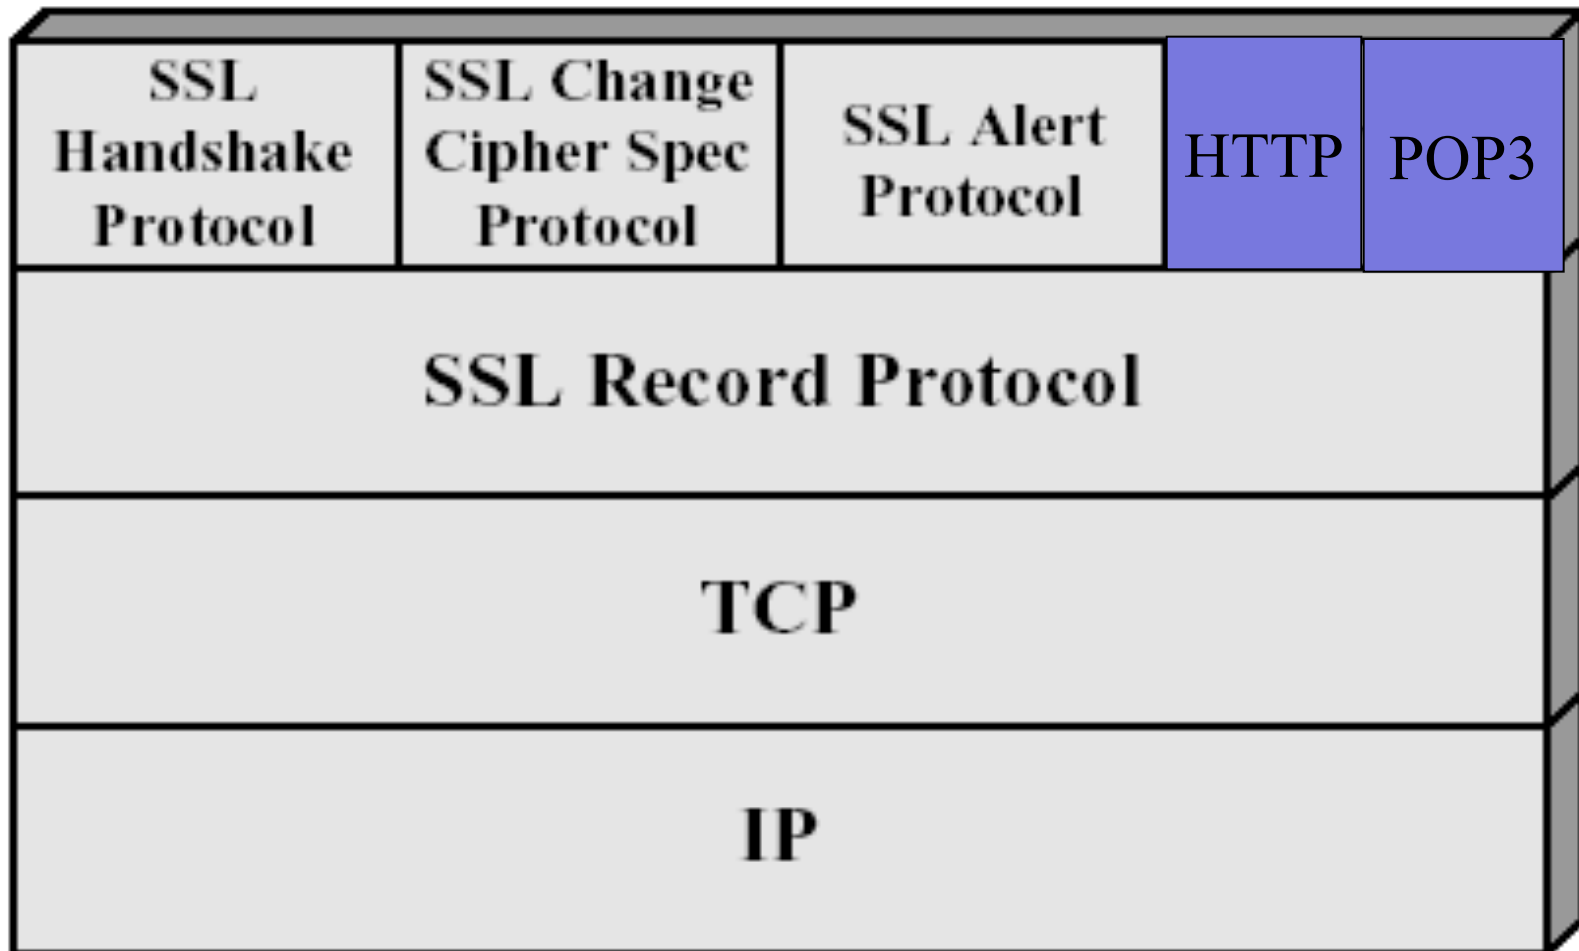 SSL
Handshake
Protocol
SSL Change
Cipher Spec
Protocol
SSL Alert
Protocol
HTTP
POP3
SSL Record Protocol
TCP
IP